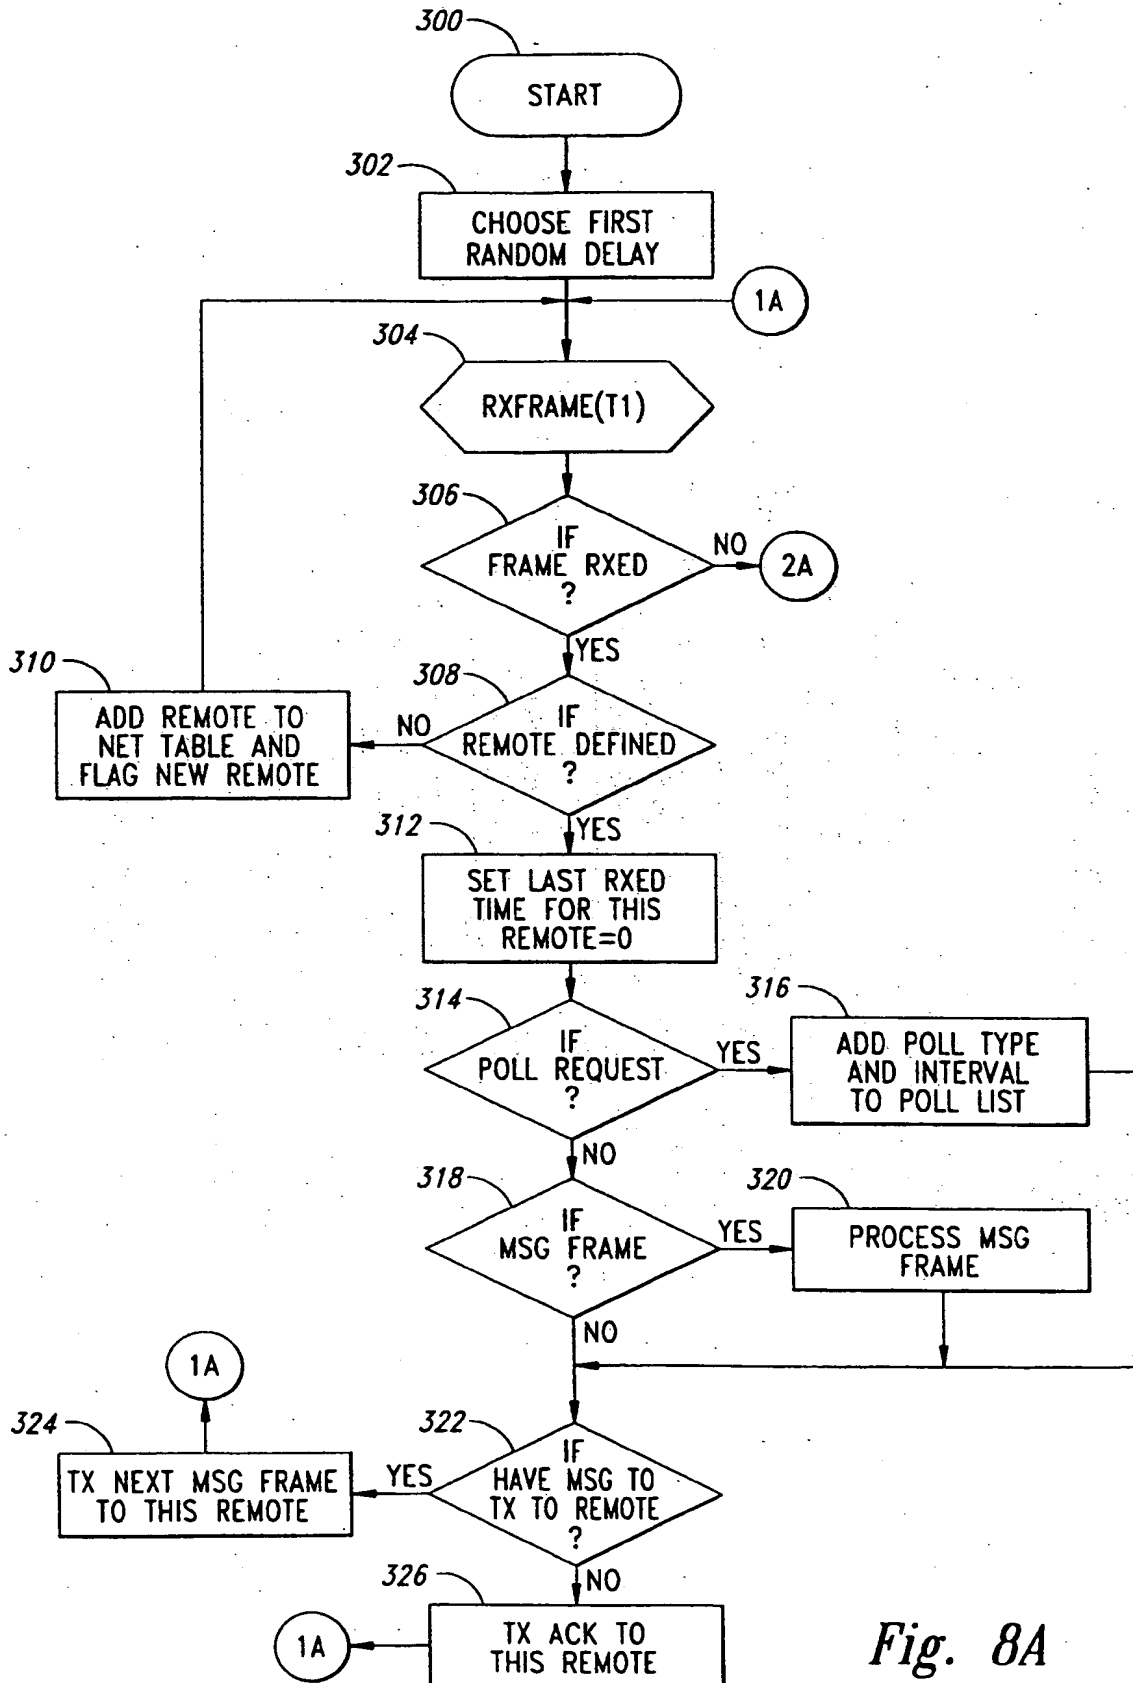 300
START
302
CHOOSE FIRST
RANDOM DELAY
1A
304
RXFRAME(T1)
306
IF
FRAME RXED
?
NO
2A
YES
310
308
ADD REMOTE TO
NET TABLE AND
FLAG NEW REMOTE
NO
IF
REMOTE DEFINED
?
312
YES
SET LAST RXED
TIME FOR THIS
REMOTE=0
314
316
IF
POLL REQUEST
?
YES
ADD POLL TYPE
AND INTERVAL
TO POLL LIST
NO
318
320
IF
MSG FRAME
?
YES
PROCESS MSG
FRAME
NO
1A
324
322
TX NEXT MSG FRAME
TO THIS REMOTE
YES
IF
HAVE MSG TO
TX TO REMOTE
?
326
NO
1A
TX ACK TO
THIS REMOTE
Fig. 8A